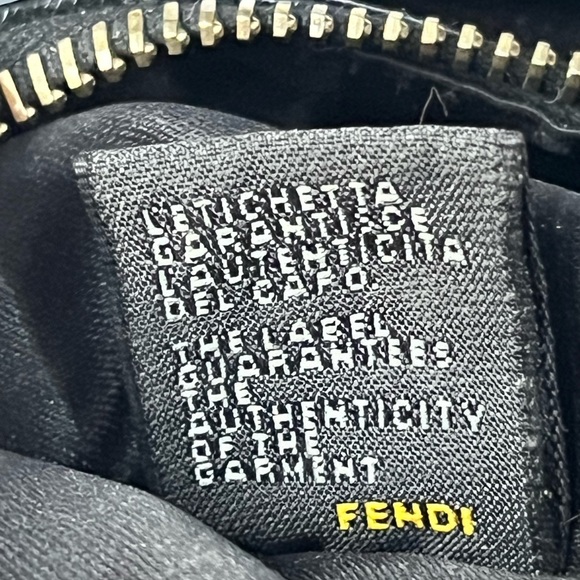 L'ETICHETTA
GARANTISCE
L'AUTENTICITA'
DEL CAPO.
THE LABEL
GUARANTEES
THE
AUTHENTICITY
OF THE
GARMENT
FENDI